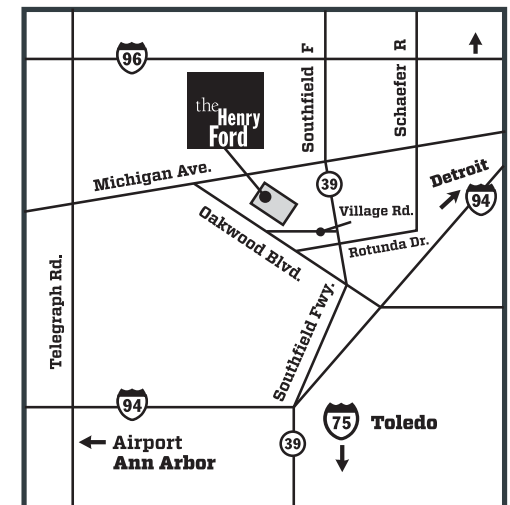 96
the
Henry
Ford
Southfield F
Schaefer R
Michigan Ave.
39
Detroit
94
Village Rd.
Oakwood Blvd.
Rotunda Dr.
Telegraph Rd.
Southfield Fwy.
94
75
Toledo
39
Airport
Ann Arbor